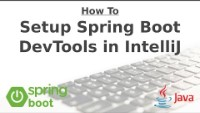 How To
Setup Spring Boot
DevTools in IntelliJ
spring
boot
Java